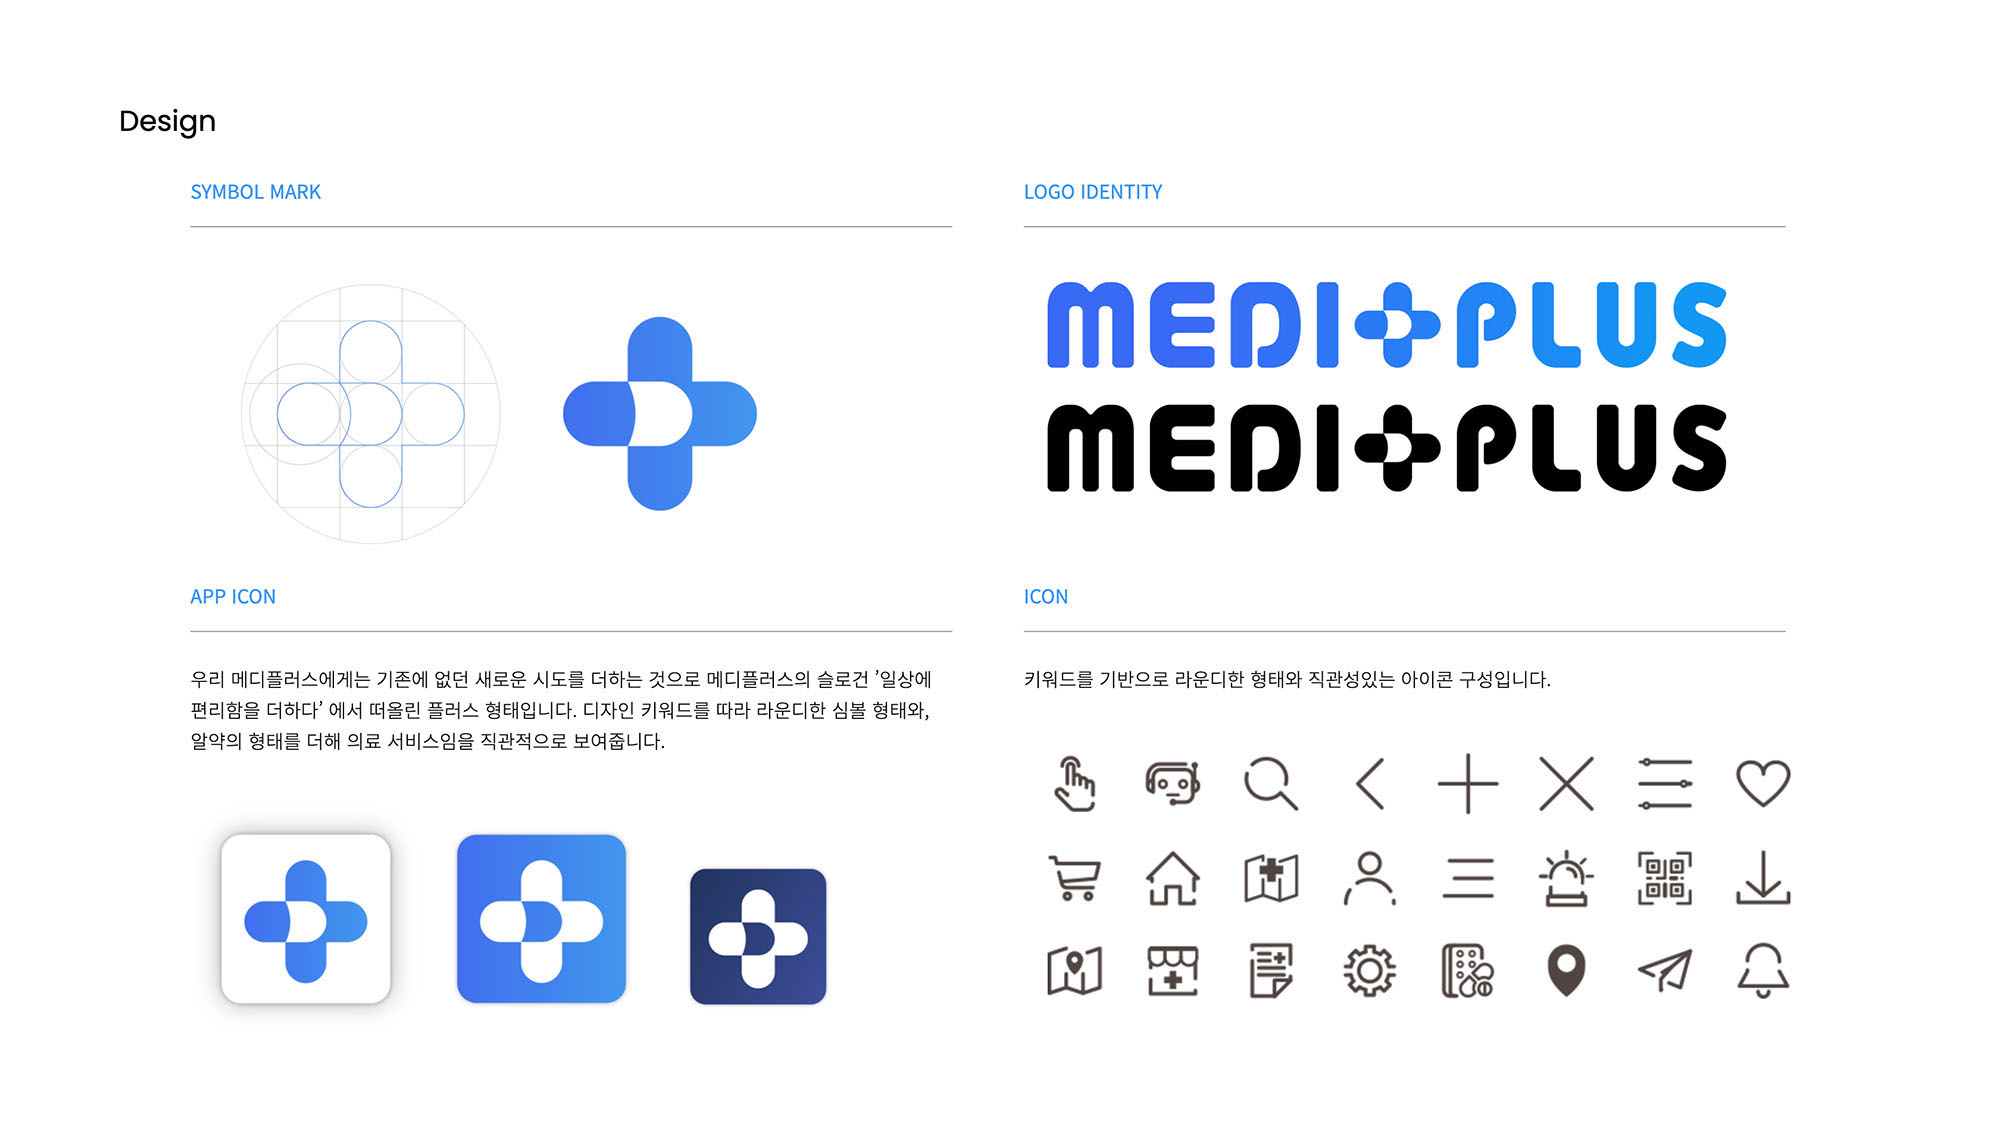 Design
SYMBOL MARK
LOGO IDENTITY
MEDI PLUS
MEDI PLUS
APP ICON
우리 메디플러스에게는 기존에 없던 새로운 시도를 더하는 것으로 메디플러스의 슬로건 ’일상에
편리함을 더하다’ 에서 떠올린 플러스 형태입니다. 디자인 키워드를 따라 라운디한 심볼 형태와,
알약의 형태를 더해 의료 서비스임을 직관적으로 보여줍니다.
ICON
키워드를 기반으로 라운디한 형태와 직관성있는 아이콘 구성입니다.